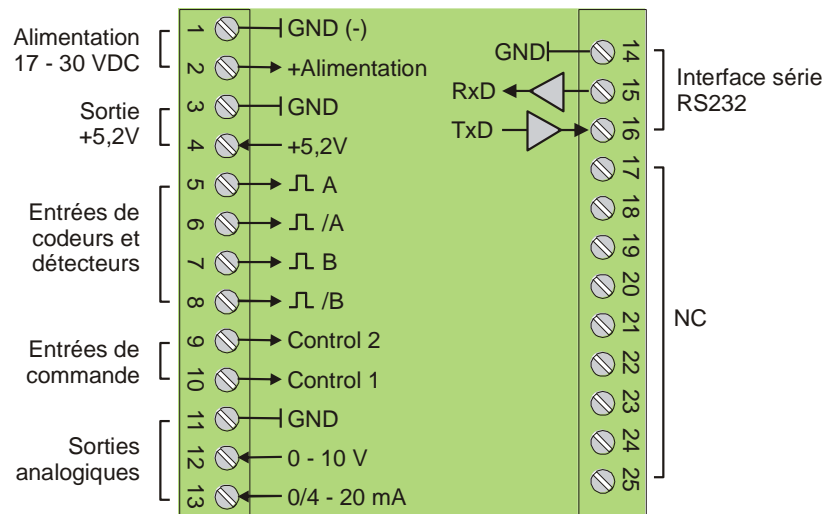 Alimentation
17 - 30 VDC
Sortie
+5,2V
Entrées de
codeurs et
détecteurs
Entrées de
commande
Sorties
analogiques
1 GND (-)
2 +Alimentation
3 GND
4 +5,2V
5 A
6 /A
7 B
8 /B
9 Control 2
10 Control 1
11 GND
12 0 - 10 V
13 0/4 - 20 mA
GND 14
RxD 15
TxD 16
17
18
19
20
21
22
23
24
25
Interface série
RS232
NC